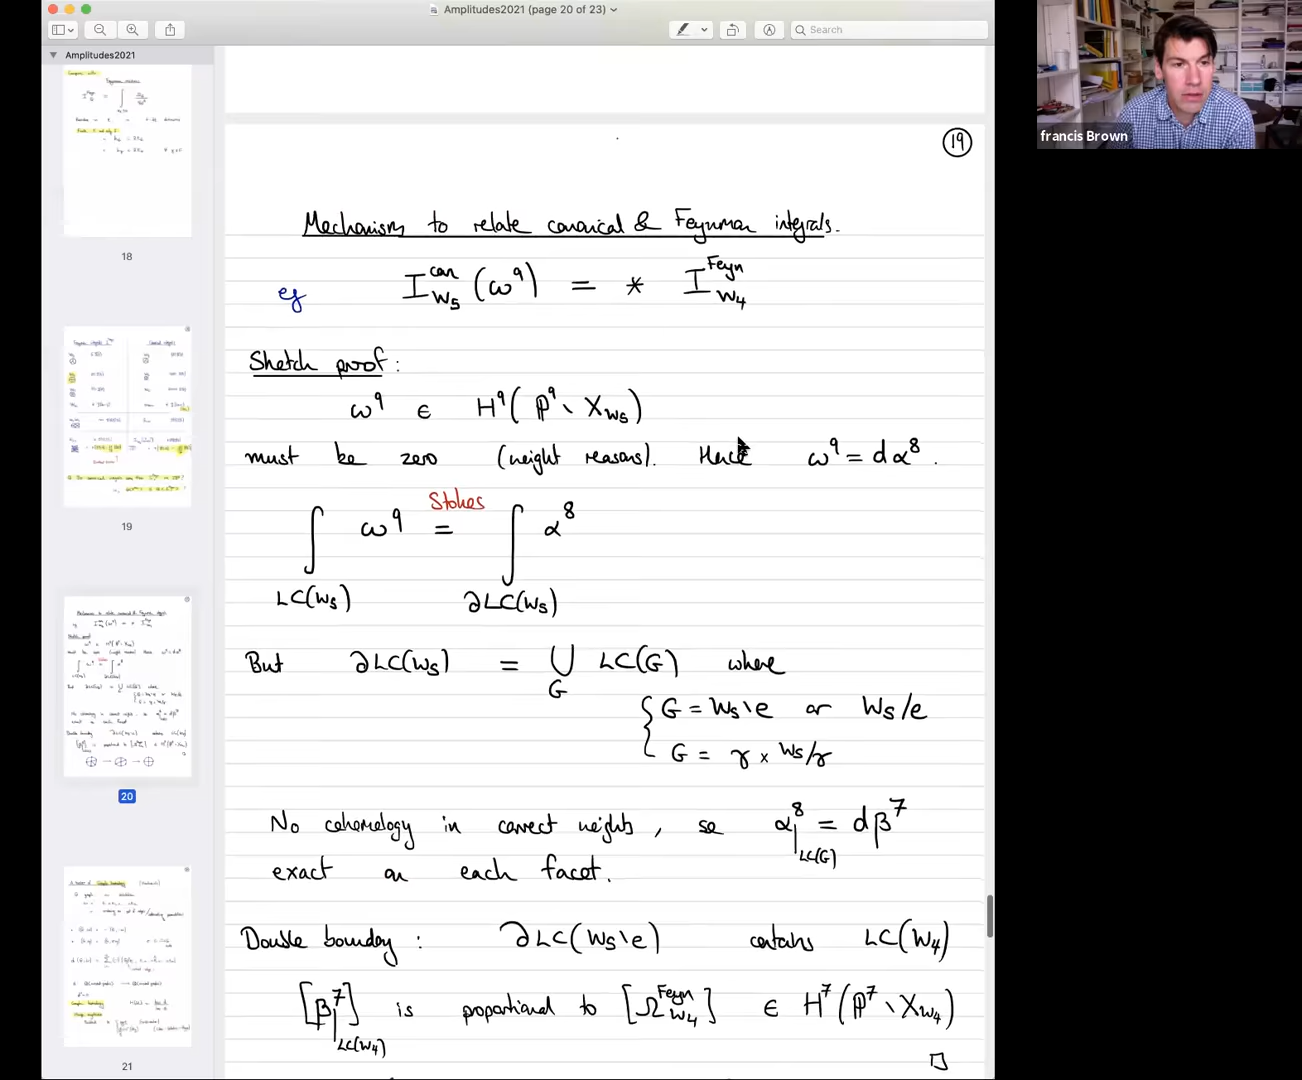 Amplitudes2021 (page 20 of 23)
Search
Amplitudes2021
18
19
20
21
francis Brown
19
Mechanism to relate canonical & Feynman integrals.
eg I^can_W5 (ω^9) = * I^Feyn_W4
Sketch proof:
ω^9 ∈ H^9(P^9 \ X_W5)
must be zero (weight reasons). Hence ω^9 = dα^8.
∫_LC(W5) ω^9 = Stokes ∫_∂LC(W5) α^8
But ∂LC(W5) = ⋃_G LC(G) where
{ G = W5\e or W5/e
G = γ × W5/γ
No cohomology in correct weights, so α^8|_LC(G) = dβ^7
exact on each facet.
Double bounday: ∂LC(W5\e) contains LC(W4)
[β^7|_LC(W4)] is proportional to [Ω^Feyn_W4] ∈ H^7(P^7 \ X_W4)
□